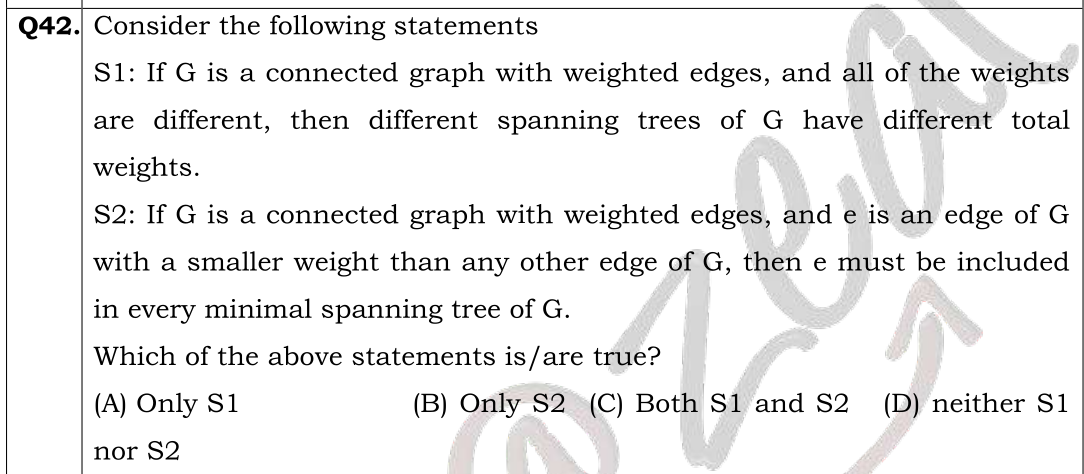 Q42. Consider the following statements
S1: If G is a connected graph with weighted edges, and all of the weights
are different, then different spanning trees of G have different total
weights.
S2: If G is a connected graph with weighted edges, and e is an edge of G
with a smaller weight than any other edge of G, then e must be included
in every minimal spanning tree of G.
Which of the above statements is/are true?
(A) Only S1 (B) Only S2 (C) Both S1 and S2 (D) neither S1
nor S2